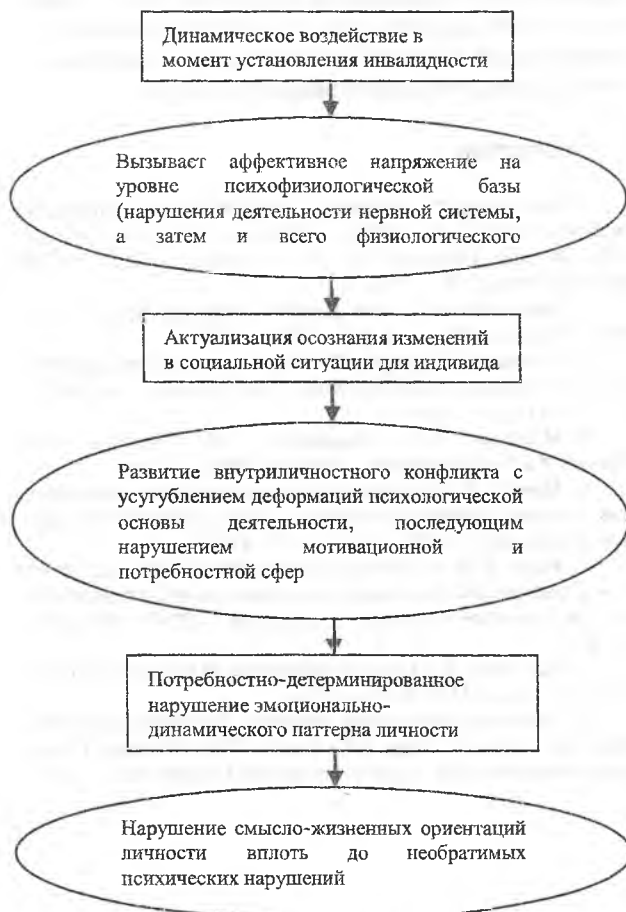 Динамическое воздействие в
момент установления инвалидности
Вызывает аффективное напряжение на
уровне психофизиологической базы
(нарушения деятельности нервной системы,
а затем и всего физиологического
Актуализация осознания изменений
в социальной ситуации для индивида
Развитие внутриличностного конфликта с
усугублением деформаций психологической
основы деятельности, последующим
нарушением мотивационной и
потребностной сфер
Потребностно-детерминированное
нарушение эмоционально-
динамического паттерна личности
Нарушение смысло-жизненных ориентаций
личности вплоть до необратимых
психических нарушений